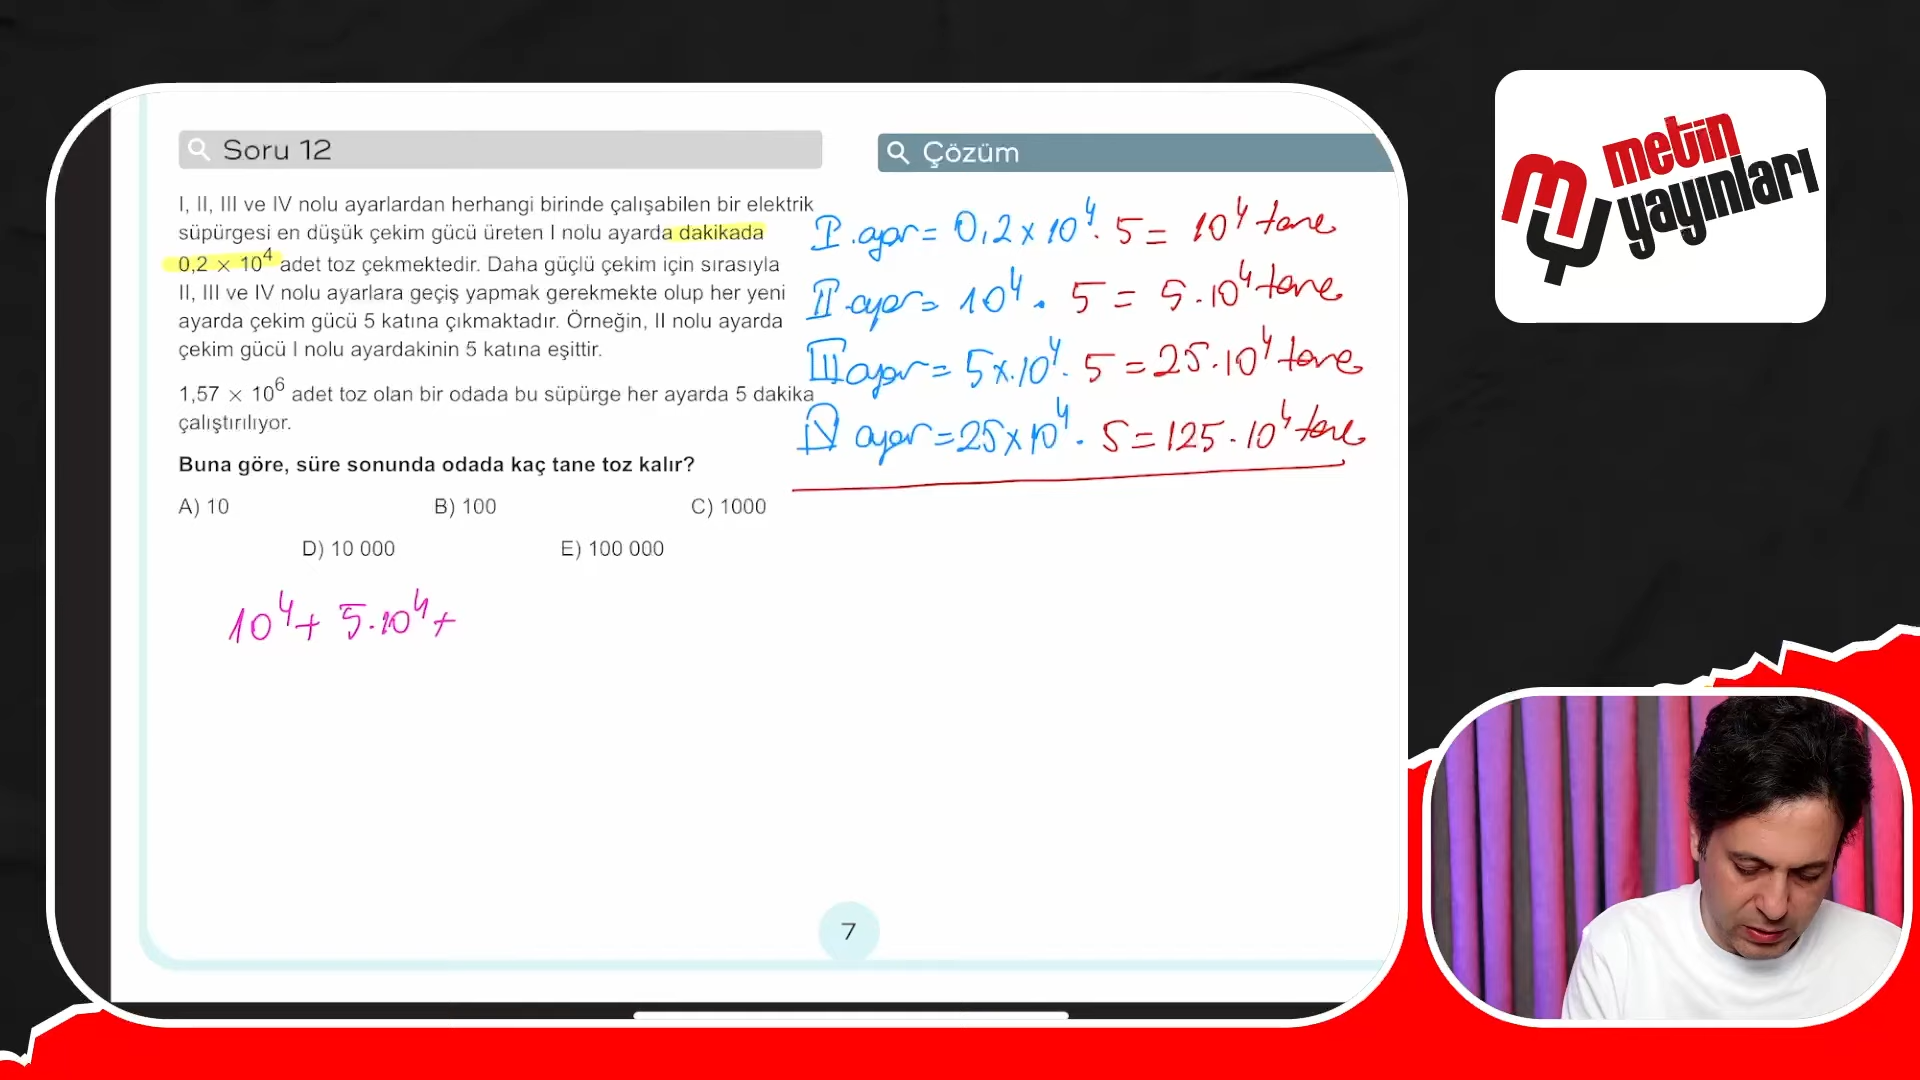 Soru 12
I, II, III ve IV nolu ayarlardan herhangi birinde çalışabilen bir elektrik
süpürgesi en düşük çekim gücü üreten I nolu ayarda dakikada
0,2 × 10⁴ adet toz çekmektedir. Daha güçlü çekim için sırasıyla
II, III ve IV nolu ayarlara geçiş yapmak gerekmekte olup her yeni
ayarda çekim gücü 5 katına çıkmaktadır. Örneğin, II nolu ayarda
çekim gücü I nolu ayardakinin 5 katına eşittir.
1,57 × 10⁶ adet toz olan bir odada bu süpürge her ayarda 5 dakika
çalıştırılıyor.
Buna göre, süre sonunda odada kaç tane toz kalır?
A) 10 B) 100 C) 1000
D) 10 000 E) 100 000
10⁴ + 5.10⁴ +
Çözüm
I. ayar = 0,2 x 10⁴ . 5 = 10⁴ tane
II ayar = 10⁴ . 5 = 5.10⁴ tane
III ayar = 5x.10⁴ . 5 = 25.10⁴ tane
IV ayar = 25x10⁴ . 5 = 125.10⁴ tane
7
metin
yayınları